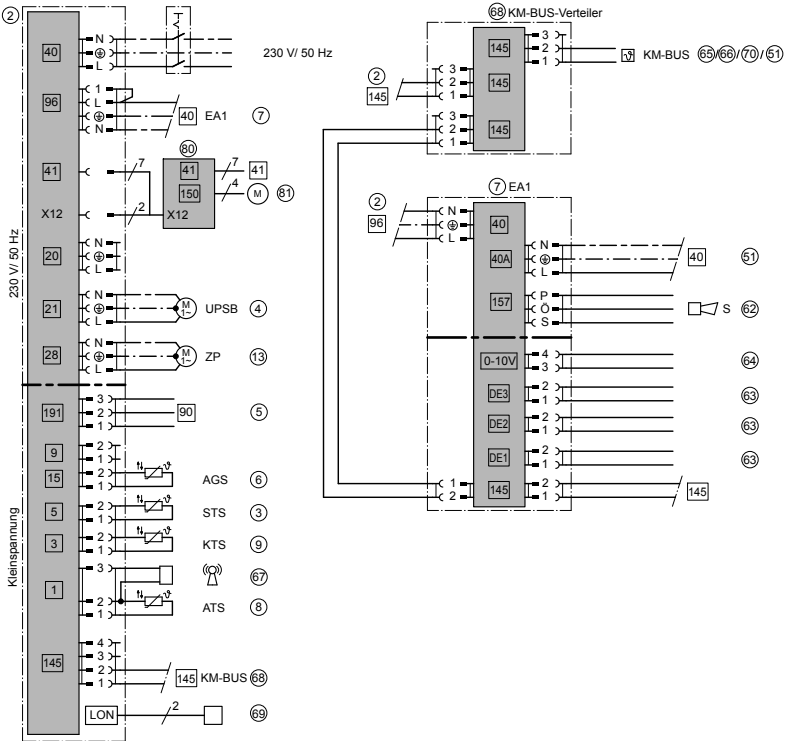 ②
40
N
⏚
L
230 V/ 50 Hz
96
1
L
⏚
N
40 EA1 ⑦
80
41
7
41
7
41
150
4
M
81
X12
2
X12
230 V/ 50 Hz
20
N
⏚
L
21
N
⏚
L
M
1~
UPSB ④
28
N
⏚
L
M
1~
ZP ⑬
191
3
2
1
90
⑤
9
2
1
15
2
1
ϑ
AGS ⑥
5
2
1
ϑ
STS ③
3
2
1
ϑ
KTS ⑨
Kleinspannung
1
3
67
2
1
ϑ
ATS ⑧
145
4
3
2
1
145 KM-BUS 68
LON
2
69
68 KM-BUS-Verteiler
145
3
2
1
ϑ KM-BUS 65/66/70/51
②
145
3
2
1
145
3
2
1
145
⑦ EA1
②
96
N
⏚
L
40
40A
N
⏚
L
40
51
157
P
Ö
S
S 62
0-10V
4
3
64
DE3
2
1
63
DE2
2
1
63
DE1
2
1
63
1
2
145
2
1
145